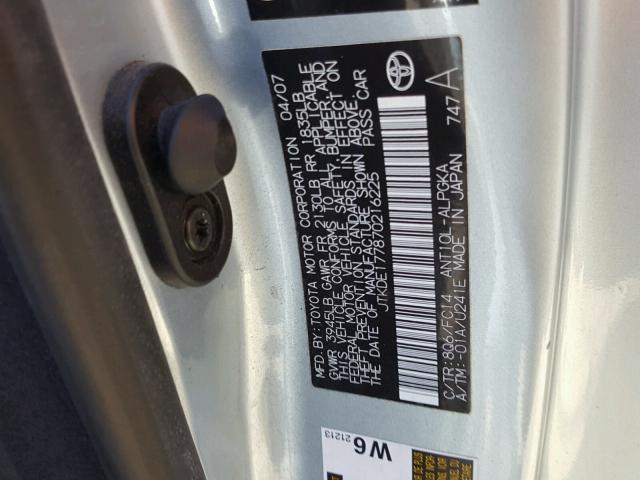 MFD.BY:TOYOTA MOTOR CORPORATION 04/07
GVWR 3945LB GAWR FR 2130LB RR 1835LB
THIS VEHICLE CONFORMS TO ALL APPLICABLE
FEDERAL MOTOR VEHICLE SAFETY, BUMPER, AND
THEFT PREVENTION STANDARDS IN EFFECT ON
THE DATE OF MANUFACTURE SHOWN ABOVE
JTKDE177870216225 PASS CAR
C/TR:8Q6/FC14 ANT10L-ALPGKA 747 A
A/TM:-01A/U241E MADE IN JAPAN
W6
21213